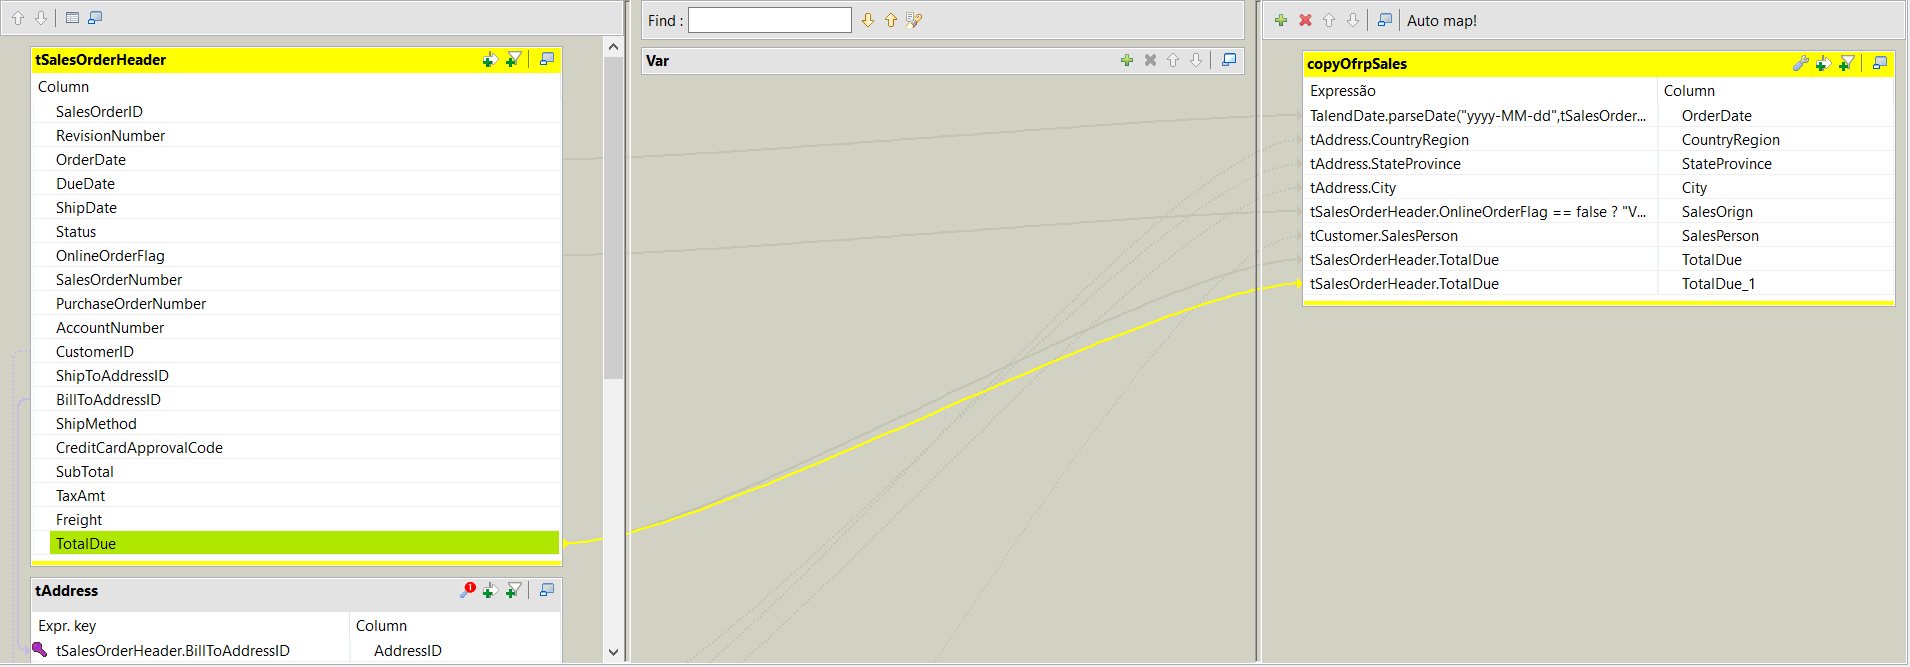 tSalesOrderHeader
Column
SalesOrderID
RevisionNumber
OrderDate
DueDate
ShipDate
Status
OnlineOrderFlag
SalesOrderNumber
PurchaseOrderNumber
AccountNumber
CustomerID
ShipToAddressID
BillToAddressID
ShipMethod
CreditCardApprovalCode
SubTotal
TaxAmt
Freight
TotalDue
tAddress
1
Expr. key Column
tSalesOrderHeader.BillToAddressID AddressID
Find :
Var
Auto map!
copyOfrpSales
Expressão Column
TalendDate.parseDate("yyyy-MM-dd",tSalesOrder... OrderDate
tAddress.CountryRegion CountryRegion
tAddress.StateProvince StateProvince
tAddress.City City
tSalesOrderHeader.OnlineOrderFlag == false ? "V... SalesOrign
tCustomer.SalesPerson SalesPerson
tSalesOrderHeader.TotalDue TotalDue
tSalesOrderHeader.TotalDue TotalDue_1